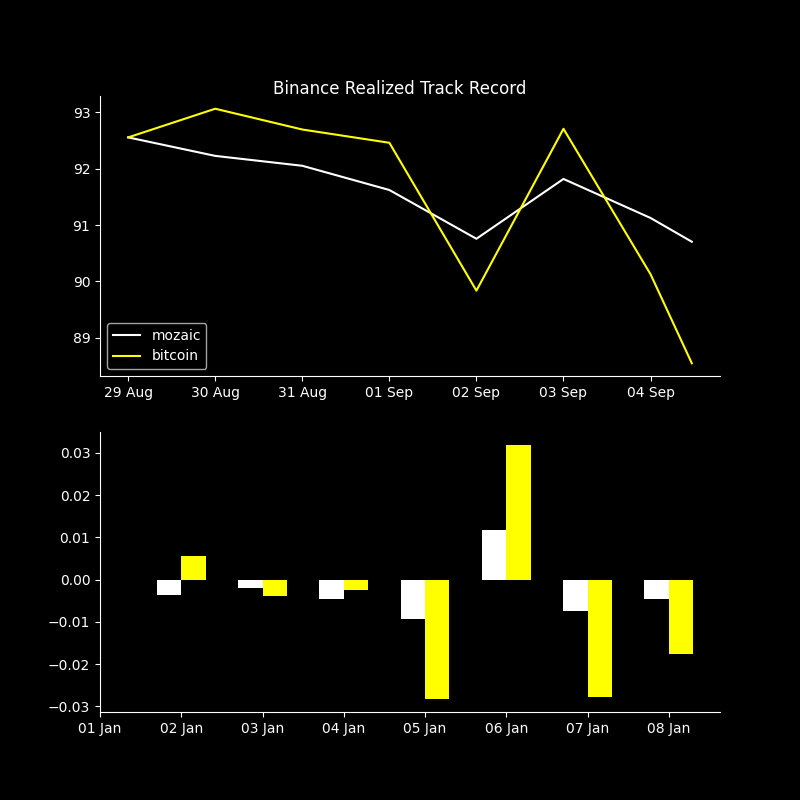 Binance Realized Track Record
93
92
91
90
89
mozaic
bitcoin
29 Aug 30 Aug 31 Aug 01 Sep 02 Sep 03 Sep 04 Sep
0.03
0.02
0.01
0.00
−0.01
−0.02
−0.03
01 Jan 02 Jan 03 Jan 04 Jan 05 Jan 06 Jan 07 Jan 08 Jan